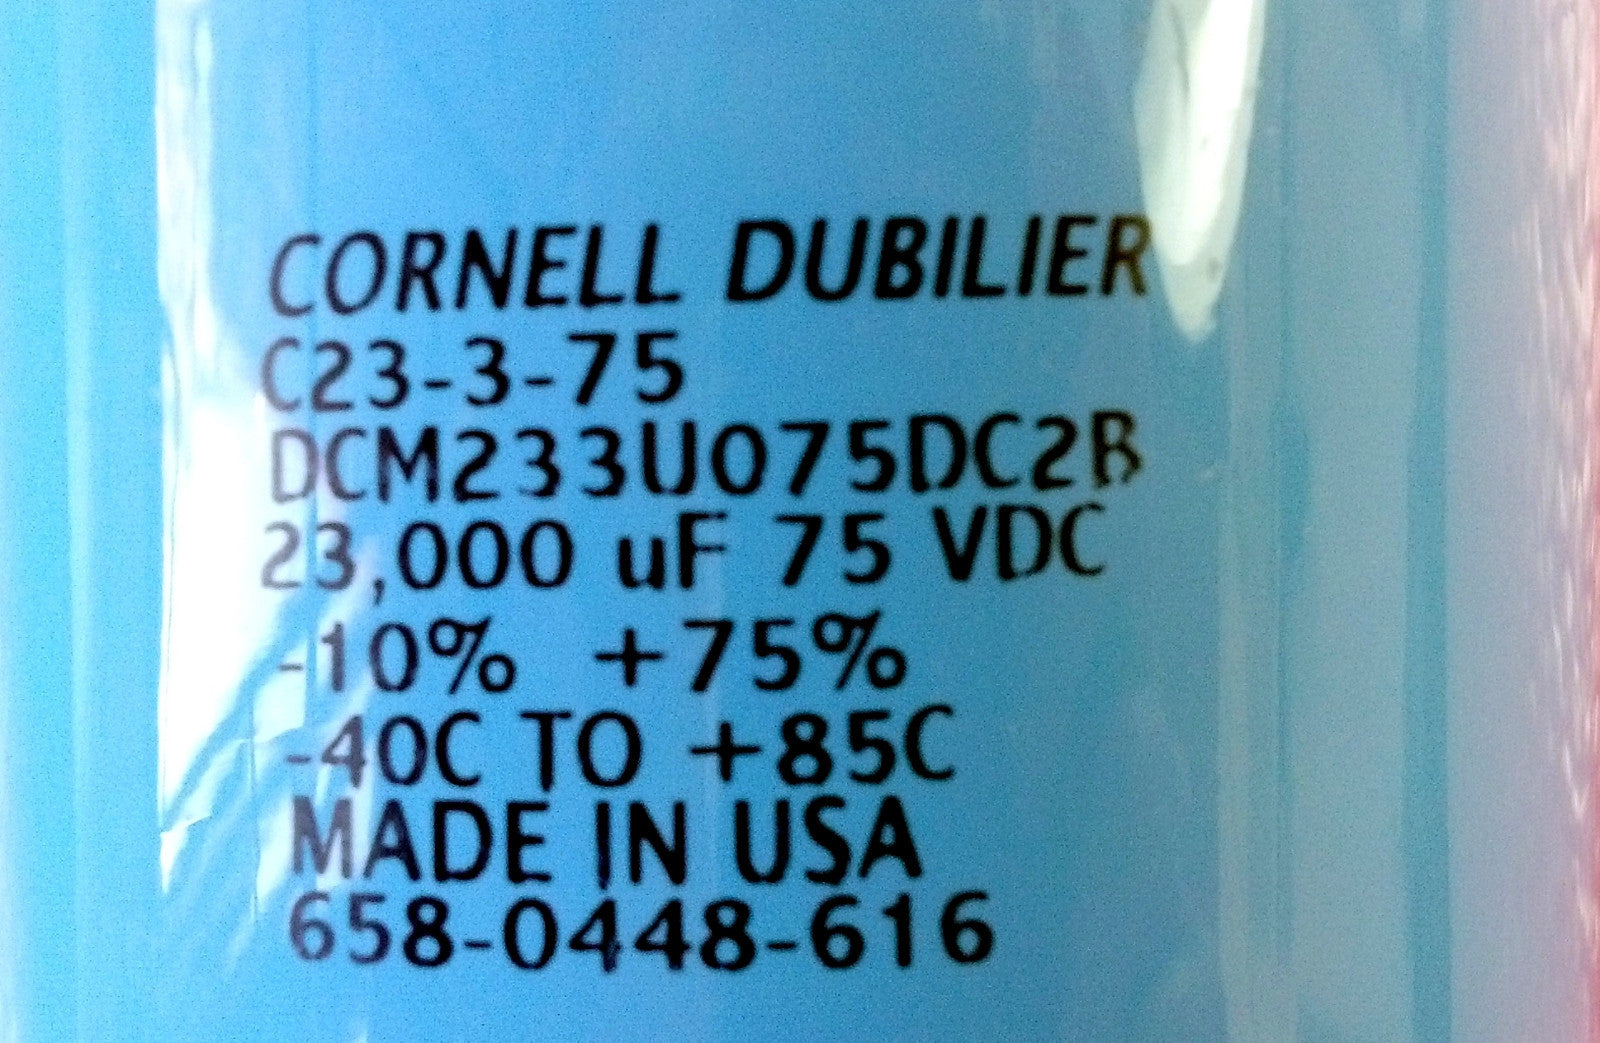 CORNELL DUBILIER
C23-3-75
DCM233U075DC2B
23,000 uF 75 VDC
-10% +75%
-40C TO +85C
MADE IN USA
658-0448-616